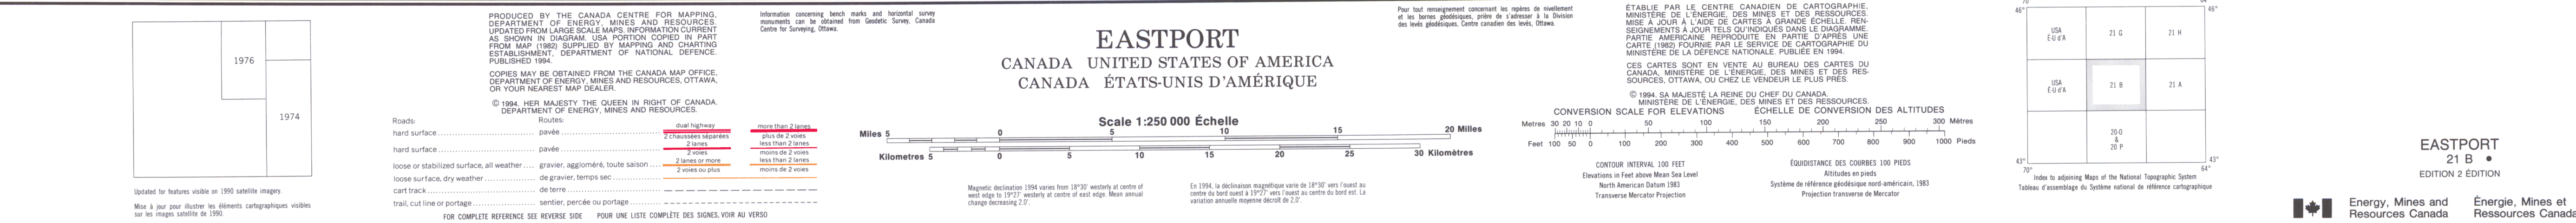 1976
1974
Updated for features visible on 1990 satellite imagery.
Mise à jour pour illustrer les éléments cartographiques visibles
sur les images satellite de 1990.
PRODUCED BY THE CANADA CENTRE FOR MAPPING,
DEPARTMENT OF ENERGY, MINES AND RESOURCES.
UPDATED FROM LARGE SCALE MAPS. INFORMATION CURRENT
AS SHOWN IN DIAGRAM. USA PORTION COPIED IN PART
FROM MAP (1982) SUPPLIED BY MAPPING AND CHARTING
ESTABLISHMENT, DEPARTMENT OF NATIONAL DEFENCE.
PUBLISHED 1994.
COPIES MAY BE OBTAINED FROM THE CANADA MAP OFFICE,
DEPARTMENT OF ENERGY, MINES AND RESOURCES, OTTAWA,
OR YOUR NEAREST MAP DEALER.
© 1994. HER MAJESTY THE QUEEN IN RIGHT OF CANADA.
DEPARTMENT OF ENERGY, MINES AND RESOURCES.
Roads: Routes:
dual highway more than 2 lanes
hard surface pavée
2 chaussées séparées plus de 2 voies
2 lanes less than 2 lanes
hard surface pavée
2 voies moins de 2 voies
2 lanes or more less than 2 lanes
loose or stabilized surface, all weather gravier, aggloméré, toute saison
2 voies ou plus moins de 2 voies
loose surface, dry weather de gravier, temps sec
cart track de terre
trail, cut line or portage sentier, percée ou portage
FOR COMPLETE REFERENCE SEE REVERSE SIDE POUR UNE LISTE COMPLÈTE DES SIGNES, VOIR AU VERSO
Information concerning bench marks and horizontal survey
monuments can be obtained from Geodetic Survey, Canada
Centre for Surveying, Ottawa.
EASTPORT
CANADA UNITED STATES OF AMERICA
CANADA ÉTATS-UNIS D'AMÉRIQUE
Scale 1:250 000 Échelle
Miles 5 0 5 10 15 20 Milles
Kilometres 5 0 5 10 15 20 25 30 Kilomètres
Magnetic declination 1994 varies from 18°30' westerly at centre of
west edge to 19°27' westerly at centre of east edge. Mean annual
change decreasing 2.0'.
En 1994, la déclinaison magnétique varie de 18°30' vers l'ouest au
centre du bord ouest à 19°27' vers l'ouest au centre du bord est. La
variation annuelle moyenne décroît de 2.0'.
Pour tout renseignement concernant les repères de nivellement
et les bornes géodésiques, prière de s'adresser à la Division
des levés géodésiques, Centre canadien des levés, Ottawa.
ÉTABLIE PAR LE CENTRE CANADIEN DE CARTOGRAPHIE,
MINISTÈRE DE L'ÉNERGIE, DES MINES ET DES RESSOURCES.
MISE À JOUR À L'AIDE DE CARTES À GRANDE ÉCHELLE. REN-
SEIGNEMENTS À JOUR TELS QU'INDIQUÉS DANS LE DIAGRAMME.
PARTIE AMERICAINE REPRODUITE EN PARTIE D'APRÈS UNE
CARTE (1982) FOURNIE PAR LE SERVICE DE CARTOGRAPHIE DU
MINISTÈRE DE LA DÉFENCE NATIONALE. PUBLIÉE EN 1994.
CES CARTES SONT EN VENTE AU BUREAU DES CARTES DU
CANADA, MINISTÈRE DE L'ÉNERGIE, DES MINES ET DES RES-
SOURCES, OTTAWA, OU CHEZ LE VENDEUR LE PLUS PRÈS.
© 1994. SA MAJESTÉ LA REINE DU CHEF DU CANADA.
MINISTÈRE DE L'ÉNERGIE, DES MINES ET DES RESSOURCES.
CONVERSION SCALE FOR ELEVATIONS ÉCHELLE DE CONVERSION DES ALTITUDES
Metres 30 20 10 0 50 100 150 200 250 300 Mètres
Feet 100 50 0 100 200 300 400 500 600 700 800 900 1000 Pieds
CONTOUR INTERVAL 100 FEET
Elevations in Feet above Mean Sea Level
North American Datum 1983
Transverse Mercator Projection
ÉQUIDISTANCE DES COURBES 100 PIEDS
Altitudes en pieds
Système de référence géodésique nord-américain, 1983
Projection transverse de Mercator
70° 64°
46° 46°
USA
É-U d'A
21 G
21 H
USA
É-U d'A
21 B
21 A
20-O
&
20 P
43° 43°
70° 64°
Index to adjoining Maps of the National Topographic System
Tableau d'assemblage du Système national de référence cartographique
EASTPORT
21 B
EDITION 2 ÉDITION
Energy, Mines and
Resources Canada
Énergie, Mines et
Ressources Canada